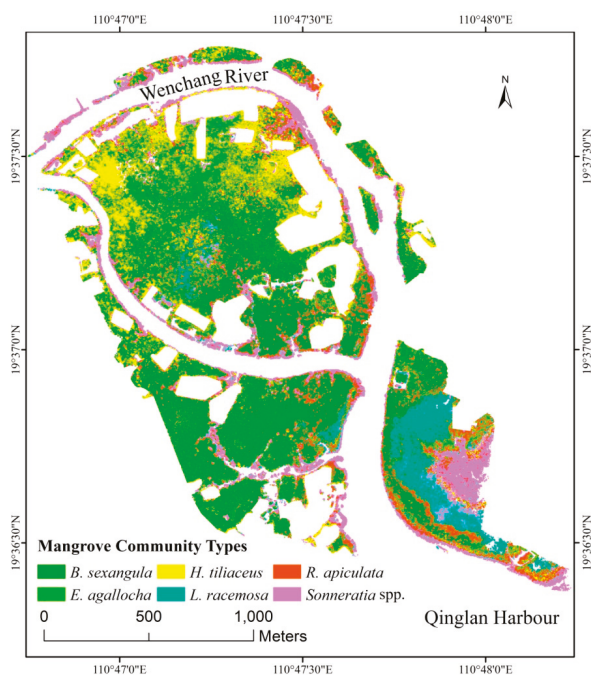 110°47'0"E 110°47'30"E 110°48'0"E
Wenchang River
N
19°37'30"N 19°37'30"N
19°37'0"N 19°37'0"N
19°36'30"N 19°36'30"N
Mangrove Community Types
B. sexangula H. tiliaceus R. apiculata
E. agallocha L. racemosa Sonneratia spp.
0 500 1,000
Meters
Qinglan Harbour
110°47'0"E 110°47'30"E 110°48'0"E